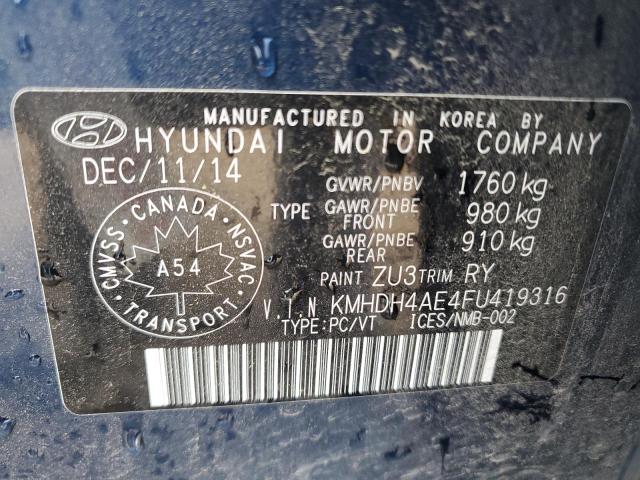 MANUFACTURED IN KOREA BY
HYUNDAI MOTOR COMPANY
DEC/11/14
GVWR/PNBV 1760 kg
TYPE GAWR/PNBE FRONT 980 kg
GAWR/PNBE REAR 910 kg
CMVSS · CANADA · NSVAC
A54
TRANSPORT
PAINT ZU3 TRIM RY
V.I.N KMHDH4AE4FU419316
TYPE:PC/VT ICES/NMB-002